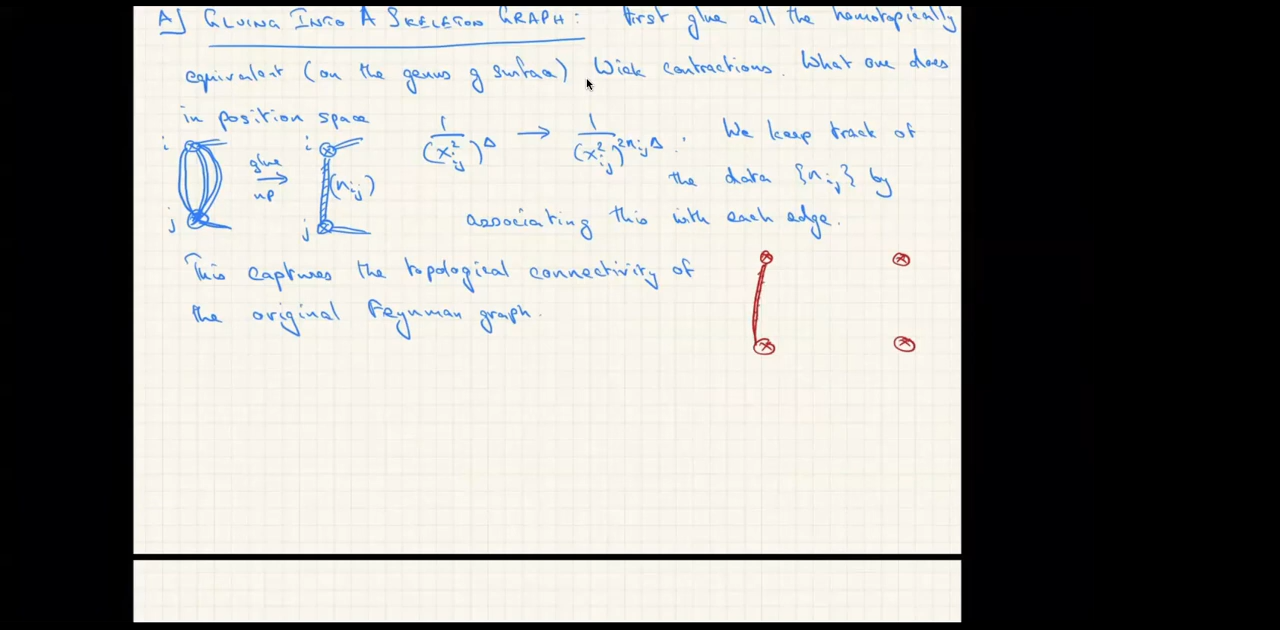 A] GLUING INTO A SKELETON GRAPH: First glue all the homotopically
equivalent (on the genus g surface) Wick contractions. What one does
in position space
i j glue up i j (n_ij) 1/(x_ij^2)^Δ → 1/(x_ij^2)^{2n_ij Δ}. We keep track of
the data {n_ij} by
associating this with each edge.
This captures the topological connectivity of
the original Feynman graph.